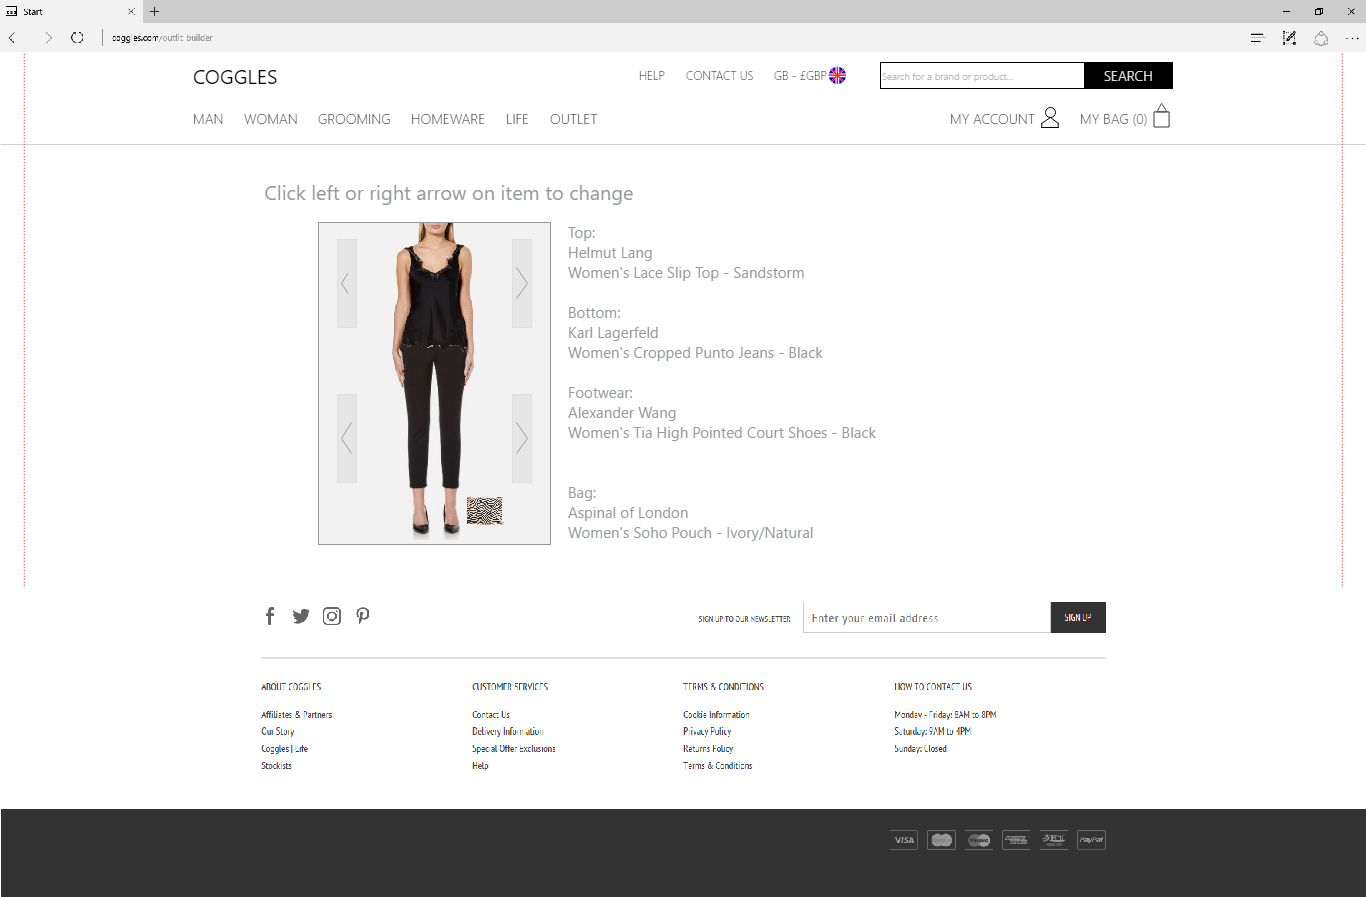 Start
coggles.com/outfit-builder
COGGLES
HELP
CONTACT US
GB - £GBP
Search for a brand or product...
SEARCH
MAN
WOMAN
GROOMING
HOMEWARE
LIFE
OUTLET
MY ACCOUNT
MY BAG (0)
Click left or right arrow on item to change
Top:
Helmut Lang
Women's Lace Slip Top - Sandstorm
Bottom:
Karl Lagerfeld
Women's Cropped Punto Jeans - Black
Footwear:
Alexander Wang
Women's Tia High Pointed Court Shoes - Black
Bag:
Aspinal of London
Women's Soho Pouch - Ivory/Natural
SIGN UP TO OUR NEWSLETTER
Enter your email address
SIGN UP
ABOUT COGGLES
Affiliates & Partners
Our Story
Coggles | Life
Stockists
CUSTOMER SERVICES
Contact Us
Delivery Information
Special Offer Exclusions
Help
TERMS & CONDITIONS
Cookie Information
Privacy Policy
Returns Policy
Terms & Conditions
HOW TO CONTACT US
Monday - Friday: 8AM to 8PM
Saturday: 9AM to 4PM
Sunday: Closed
VISA
PayPal